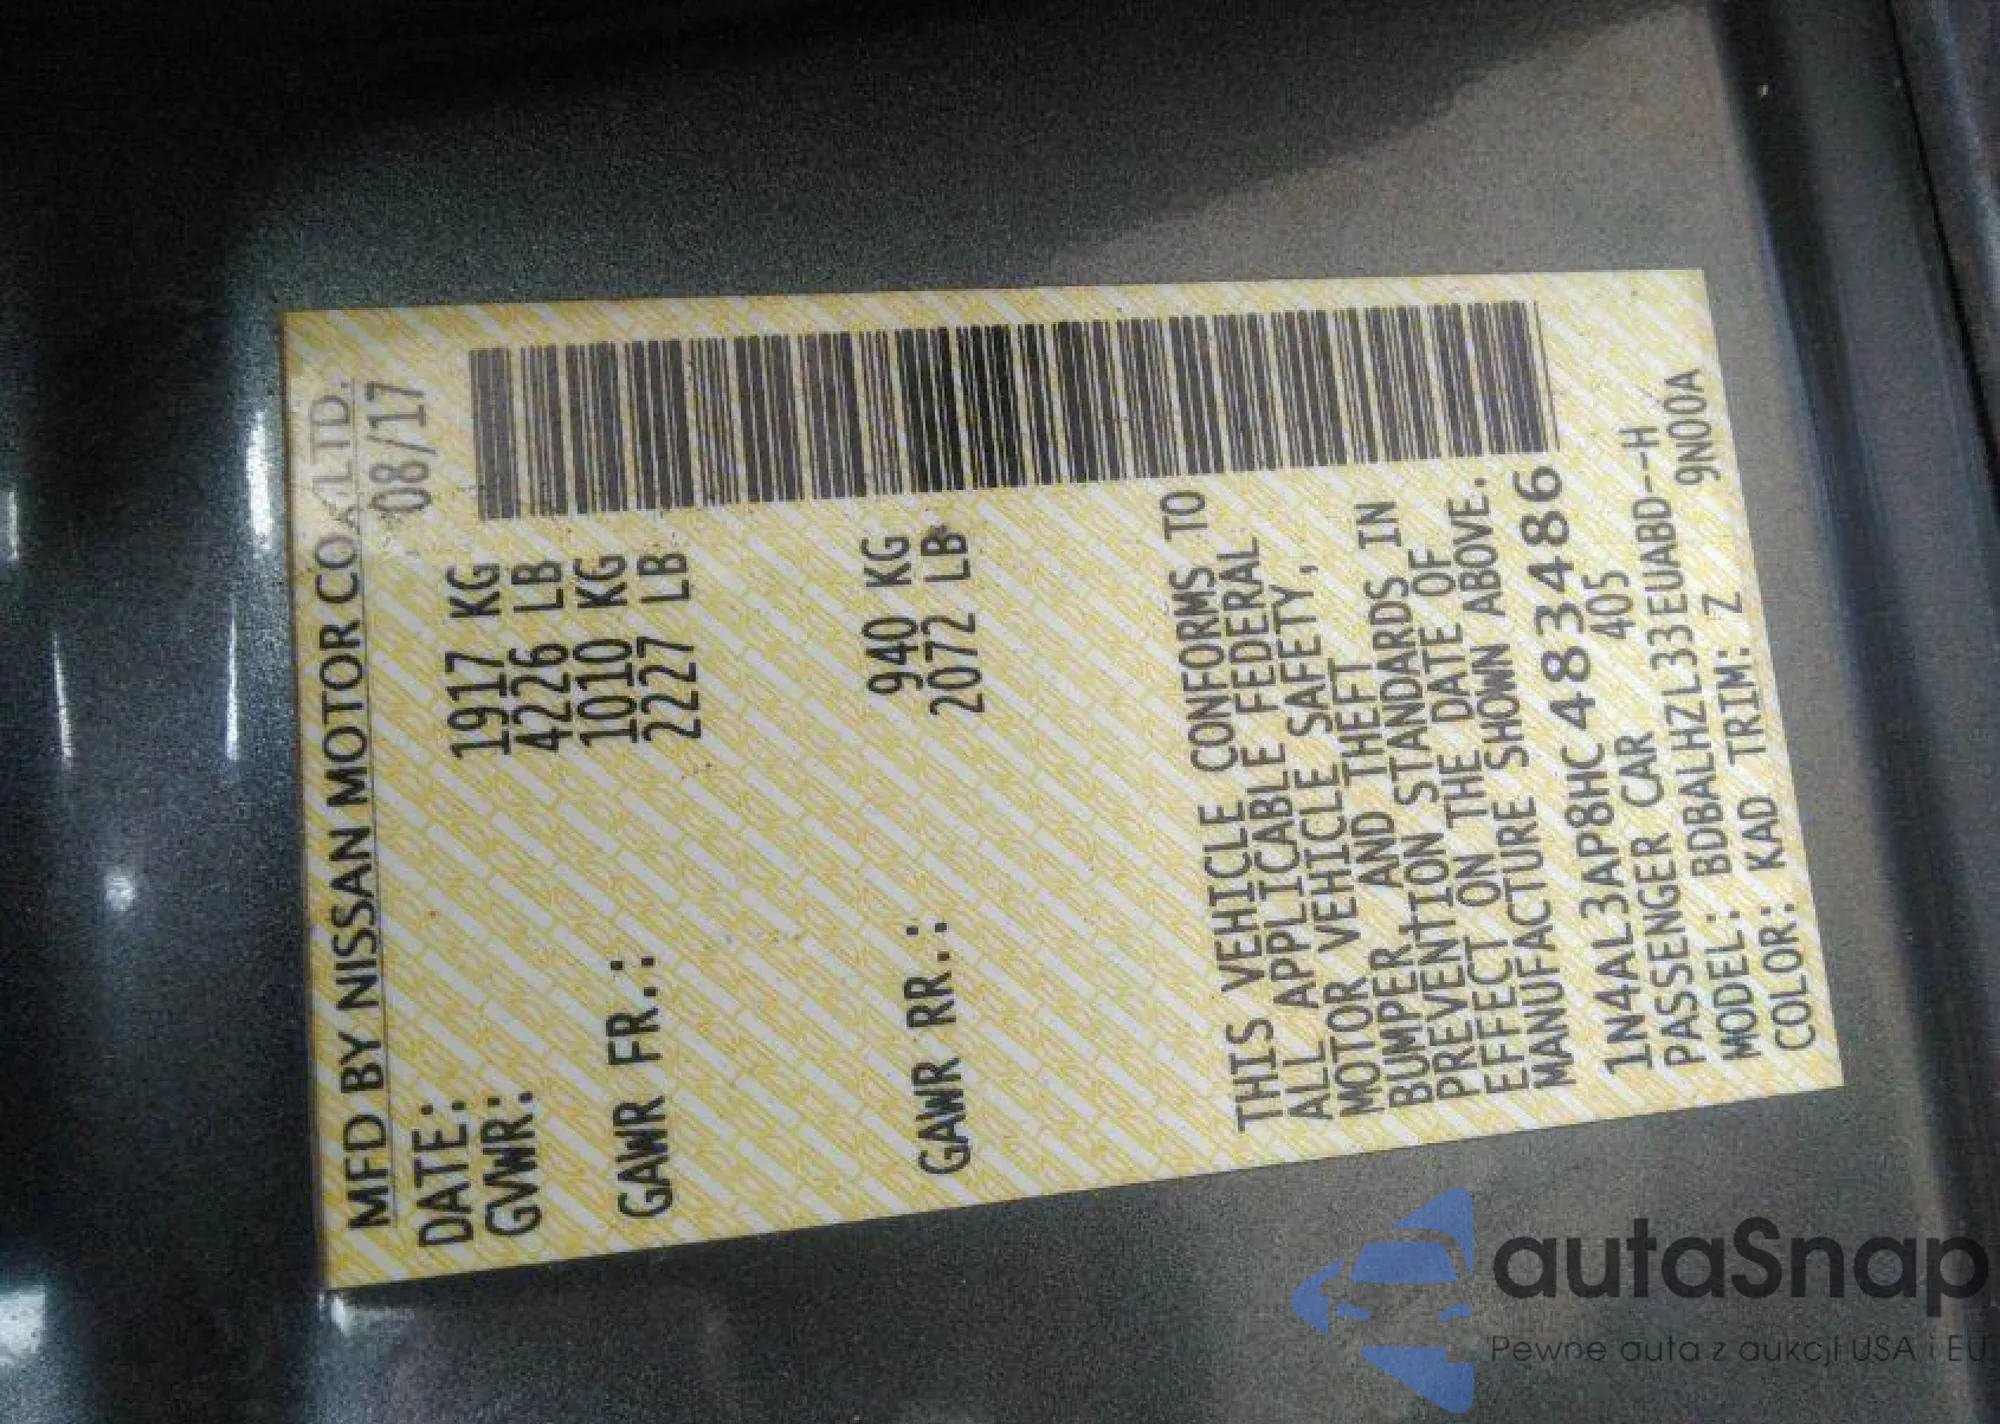 MFD BY NISSAN MOTOR CO., LTD.
DATE: 08/17
GVWR: 1917 KG
4226 LB
GAWR FR.: 1010 KG
2227 LB
GAWR RR.: 940 KG
2072 LB
THIS VEHICLE CONFORMS TO
ALL APPLICABLE FEDERAL
MOTOR VEHICLE SAFETY,
BUMPER AND THEFT
PREVENTION STANDARDS IN
EFFECT ON THE DATE OF
MANUFACTURE SHOWN ABOVE.
1N4AL3AP8HC483486
PASSENGER CAR 405
MODEL: BDBALHZL33EUABD--H
COLOR: KAD TRIM: Z 9N00A
autaSnap
Pewne auta z aukcji USA i EU